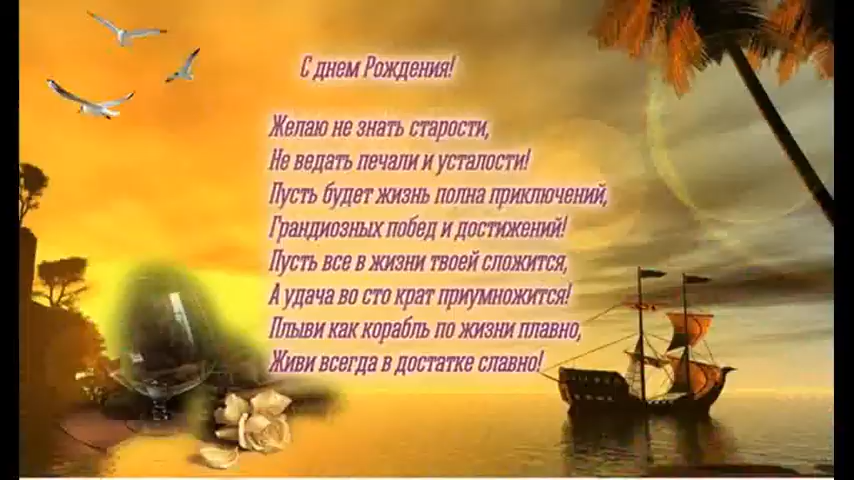 С днем Рождения!
Желаю не знать старости,
Не ведать печали и усталости!
Пусть будет жизнь полна приключений,
Грандиозных побед и достижений!
Пусть все в жизни твоей сложится,
А удача во сто крат приумножится!
Плыви как корабль по жизни плавно,
Живи всегда в достатке славно!